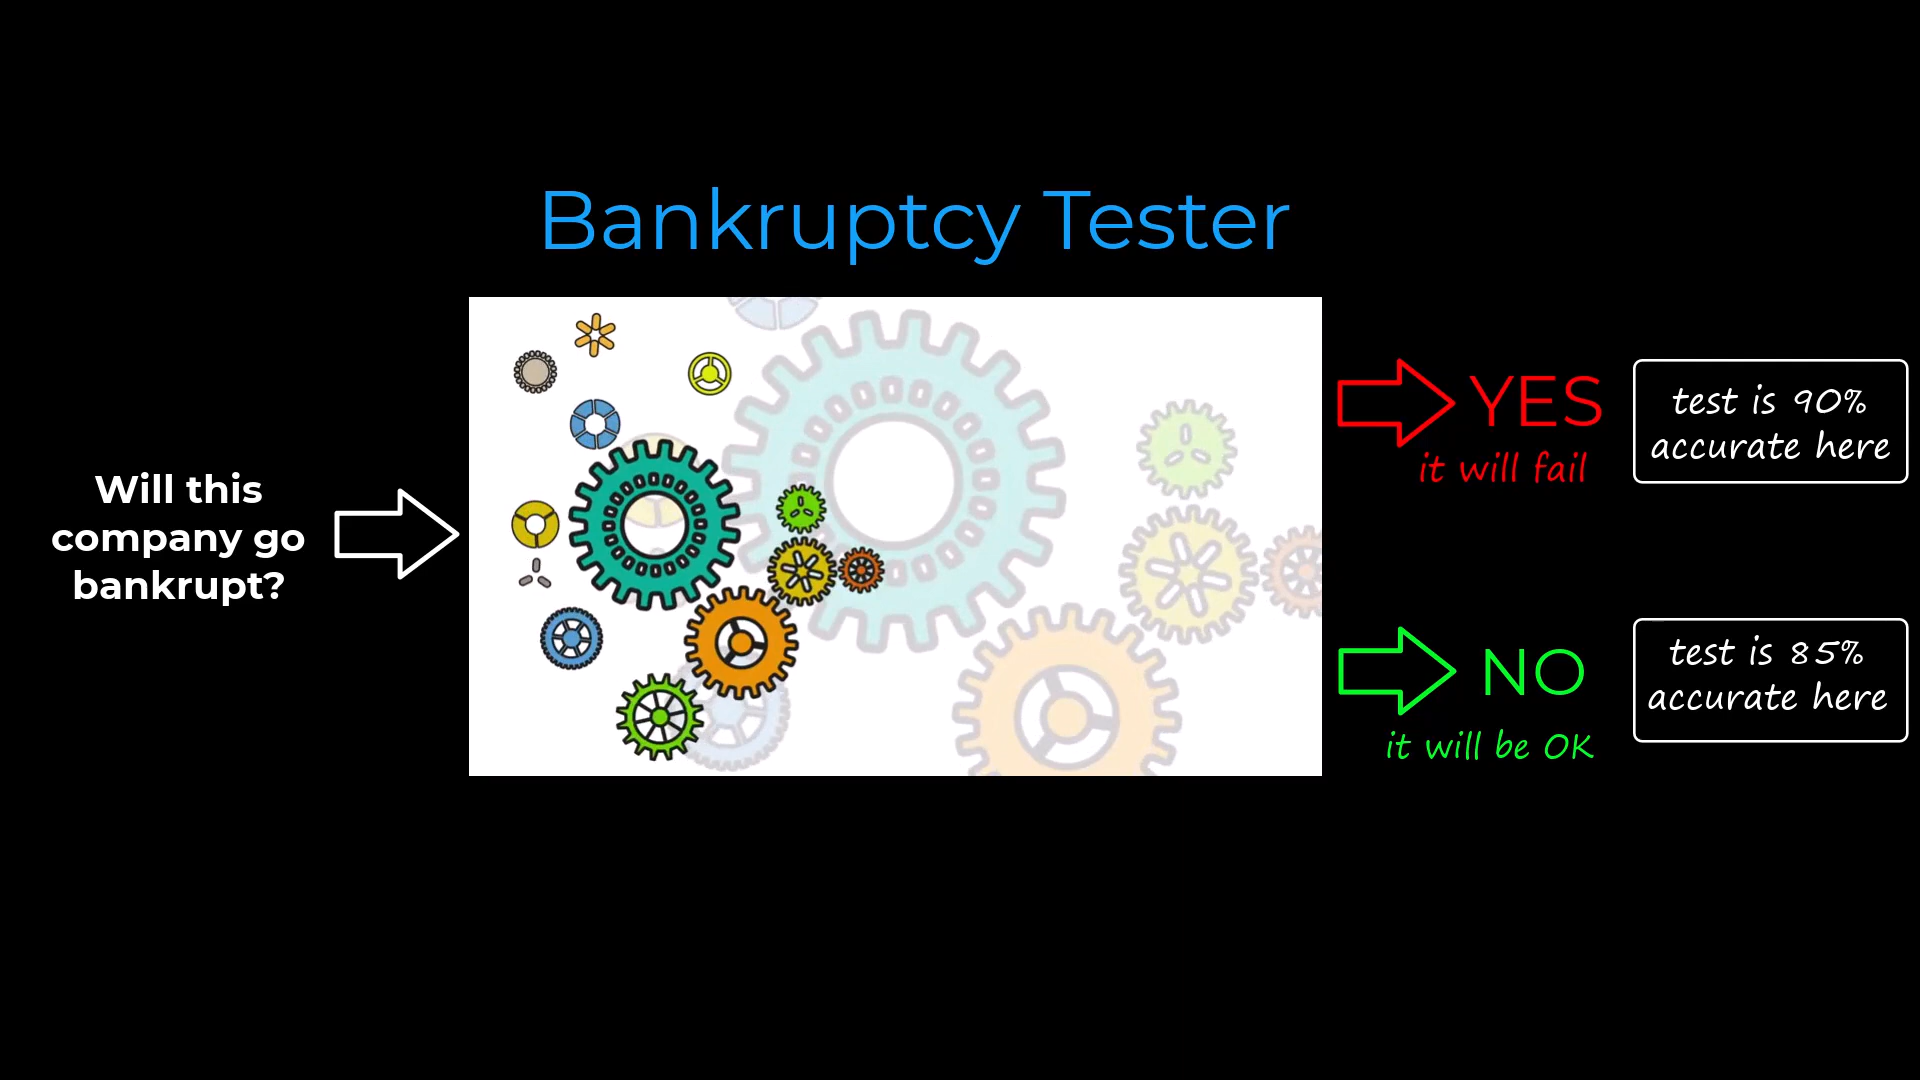 Bankruptcy Tester
Will this
company go
bankrupt?
YES
it will fail
test is 90%
accurate here
NO
it will be OK
test is 85%
accurate here